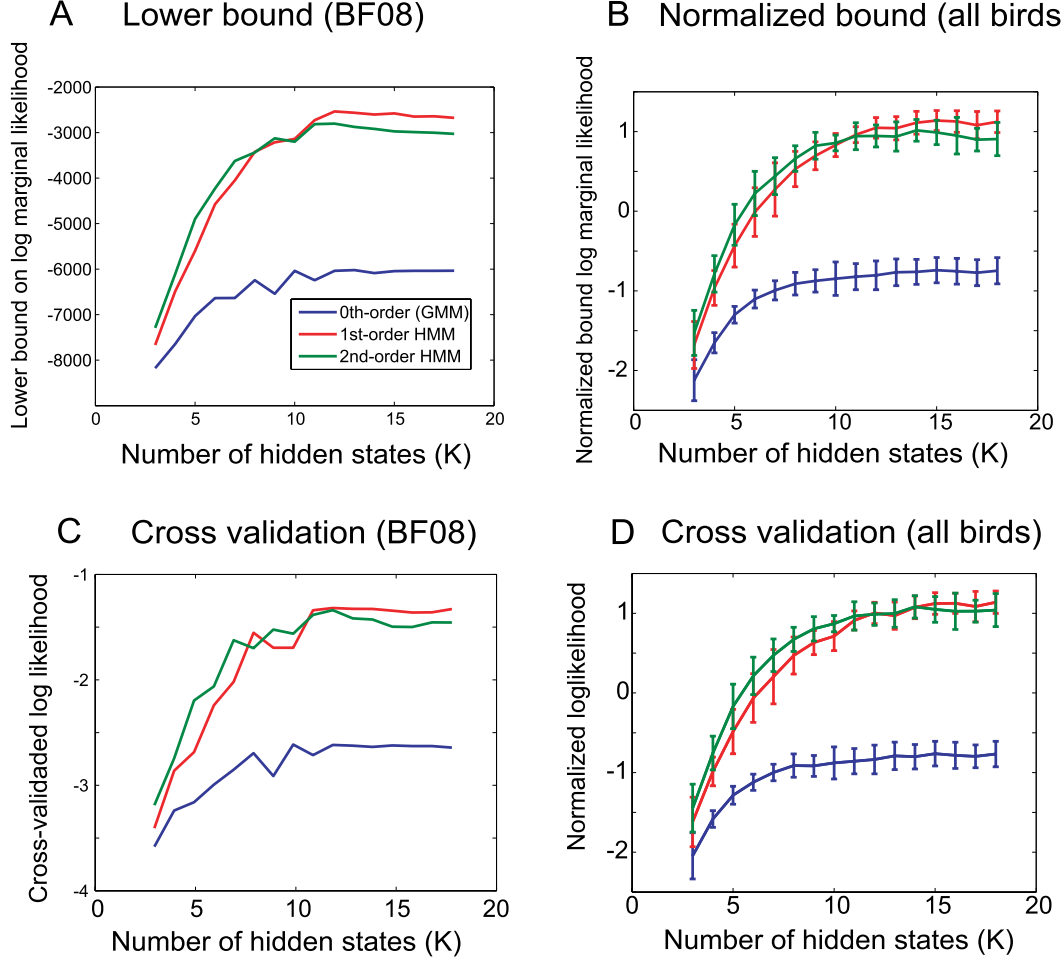 A Lower bound (BF08)
Lower bound on log marginal likelihood
-2000
-3000
-4000
-5000
-6000
-7000
-8000
0th-order (GMM)
1st-order HMM
2nd-order HMM
0 5 10 15 20
Number of hidden states (K)
B Normalized bound (all birds
Normalized bound log marginal likelihood
1
0
-1
-2
0 5 10 15 20
Number of hidden states (K)
C Cross validation (BF08)
Cross-validaded log likelihood
-1
-2
-3
-4
0 5 10 15 20
Number of hidden states (K)
D Cross validation (all birds)
Normalized loglikelihood
1
0
-1
-2
0 5 10 15 20
Number of hidden states (K)